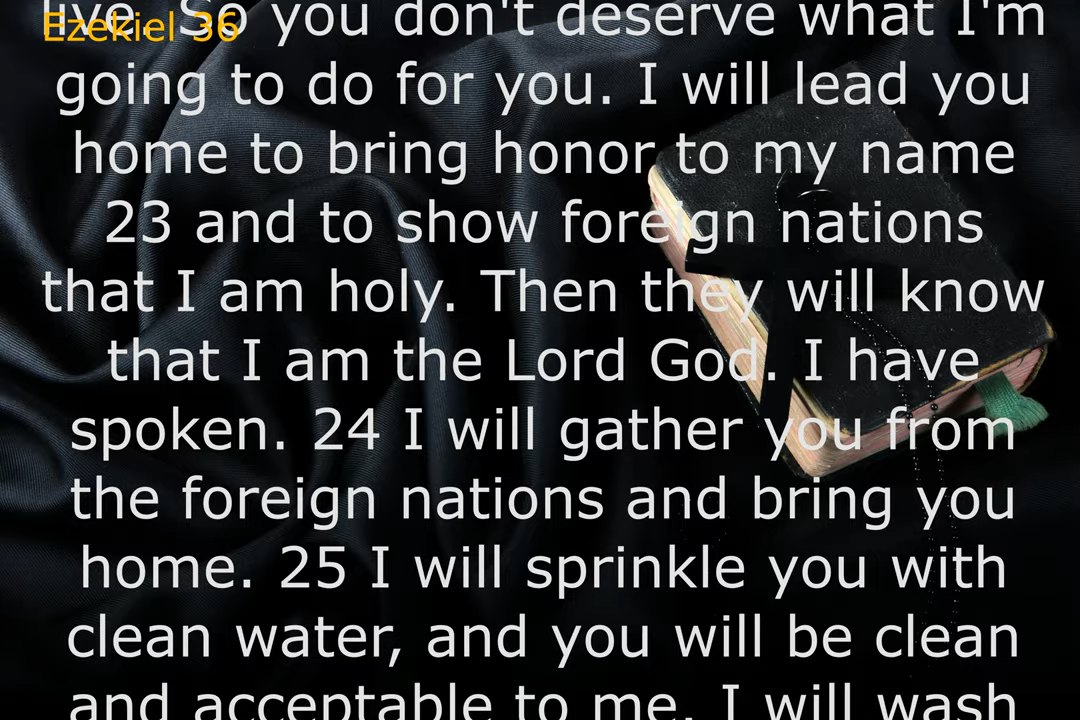 live. So you don't deserve what I'm
Ezekiel 36
going to do for you. I will lead you
home to bring honor to my name
23 and to show foreign nations
that I am holy. Then they will know
that I am the Lord God. I have
spoken. 24 I will gather you from
the foreign nations and bring you
home. 25 I will sprinkle you with
clean water, and you will be clean
and acceptable to me. I will wash